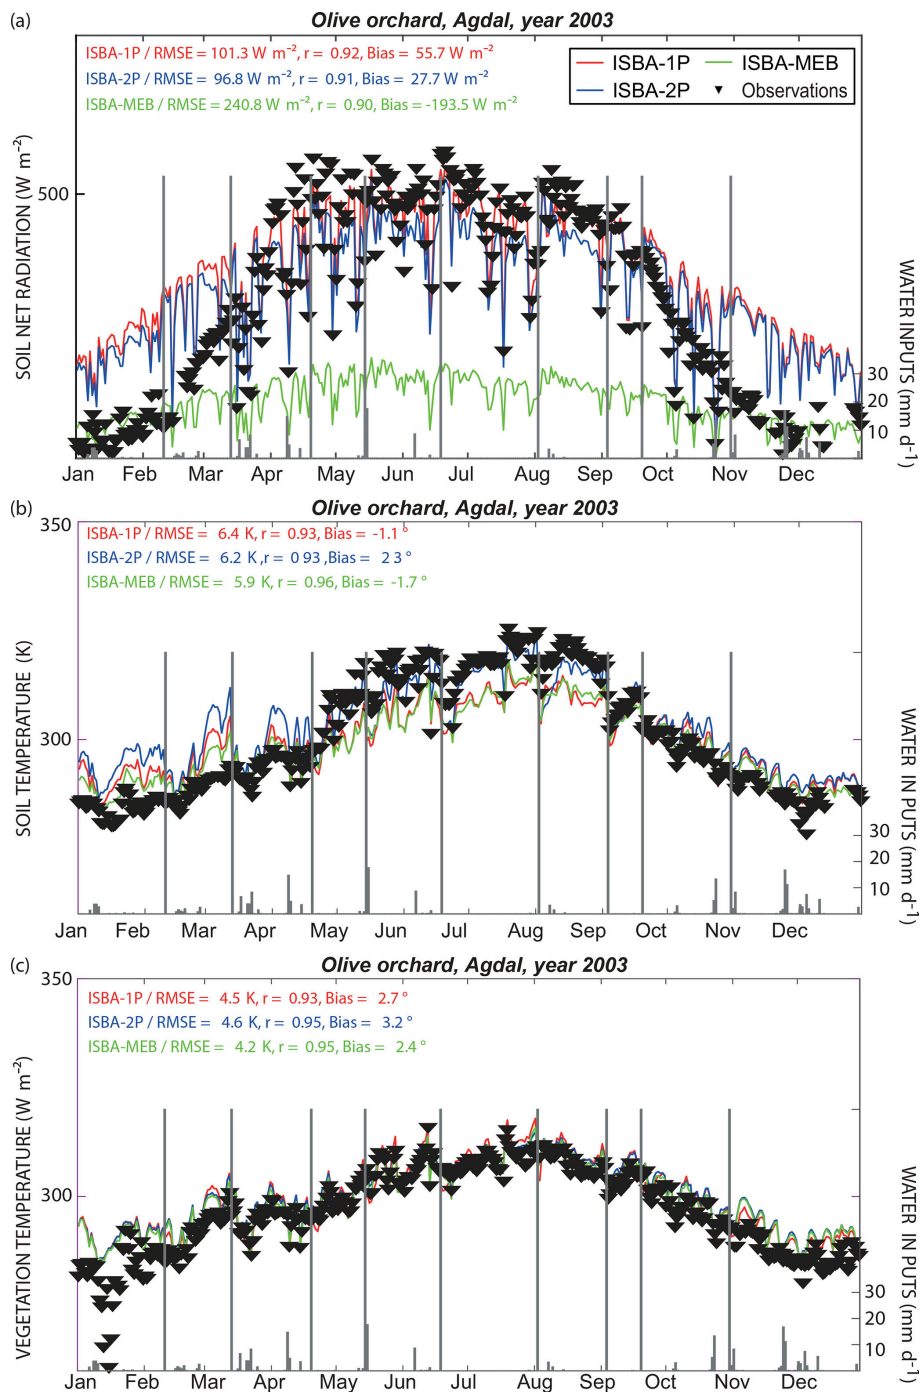 (a)
Olive orchard, Agdal, year 2003
ISBA-1P / RMSE = 101.3 W m⁻², r = 0.92, Bias = 55.7 W m⁻²
ISBA-2P / RMSE = 96.8 W m⁻², r = 0.91, Bias = 27.7 W m⁻²
ISBA-MEB / RMSE = 240.8 W m⁻², r = 0.90, Bias = -193.5 W m⁻²
ISBA-1P
ISBA-MEB
ISBA-2P
Observations
SOIL NET RADIATION (W m⁻²)
500
WATER INPUTS (mm d⁻¹)
30
20
10
Jan Feb Mar Apr May Jun Jul Aug Sep Oct Nov Dec
(b)
Olive orchard, Agdal, year 2003
350
ISBA-1P / RMSE = 6.4 K, r = 0.93, Bias = -1.1 °
ISBA-2P / RMSE = 6.2 K ,r = 0 93 ,Bias = 2 3 °
ISBA-MEB / RMSE = 5.9 K, r = 0.96, Bias = -1.7 °
SOIL TEMPERATURE (K)
300
WATER IN PUTS (mm d⁻¹)
30
20
10
Jan Feb Mar Apr May Jun Jul Aug Sep Oct Nov Dec
(c)
Olive orchard, Agdal, year 2003
350
ISBA-1P / RMSE = 4.5 K, r = 0.93, Bias = 2.7 °
ISBA-2P / RMSE = 4.6 K, r = 0.95, Bias = 3.2 °
ISBA-MEB / RMSE = 4.2 K, r = 0.95, Bias = 2.4 °
VEGETATION TEMPERATURE (W m⁻²)
300
WATER IN PUTS (mm d⁻¹)
30
20
10
Jan Feb Mar Apr May Jun Jul Aug Sep Oct Nov Dec